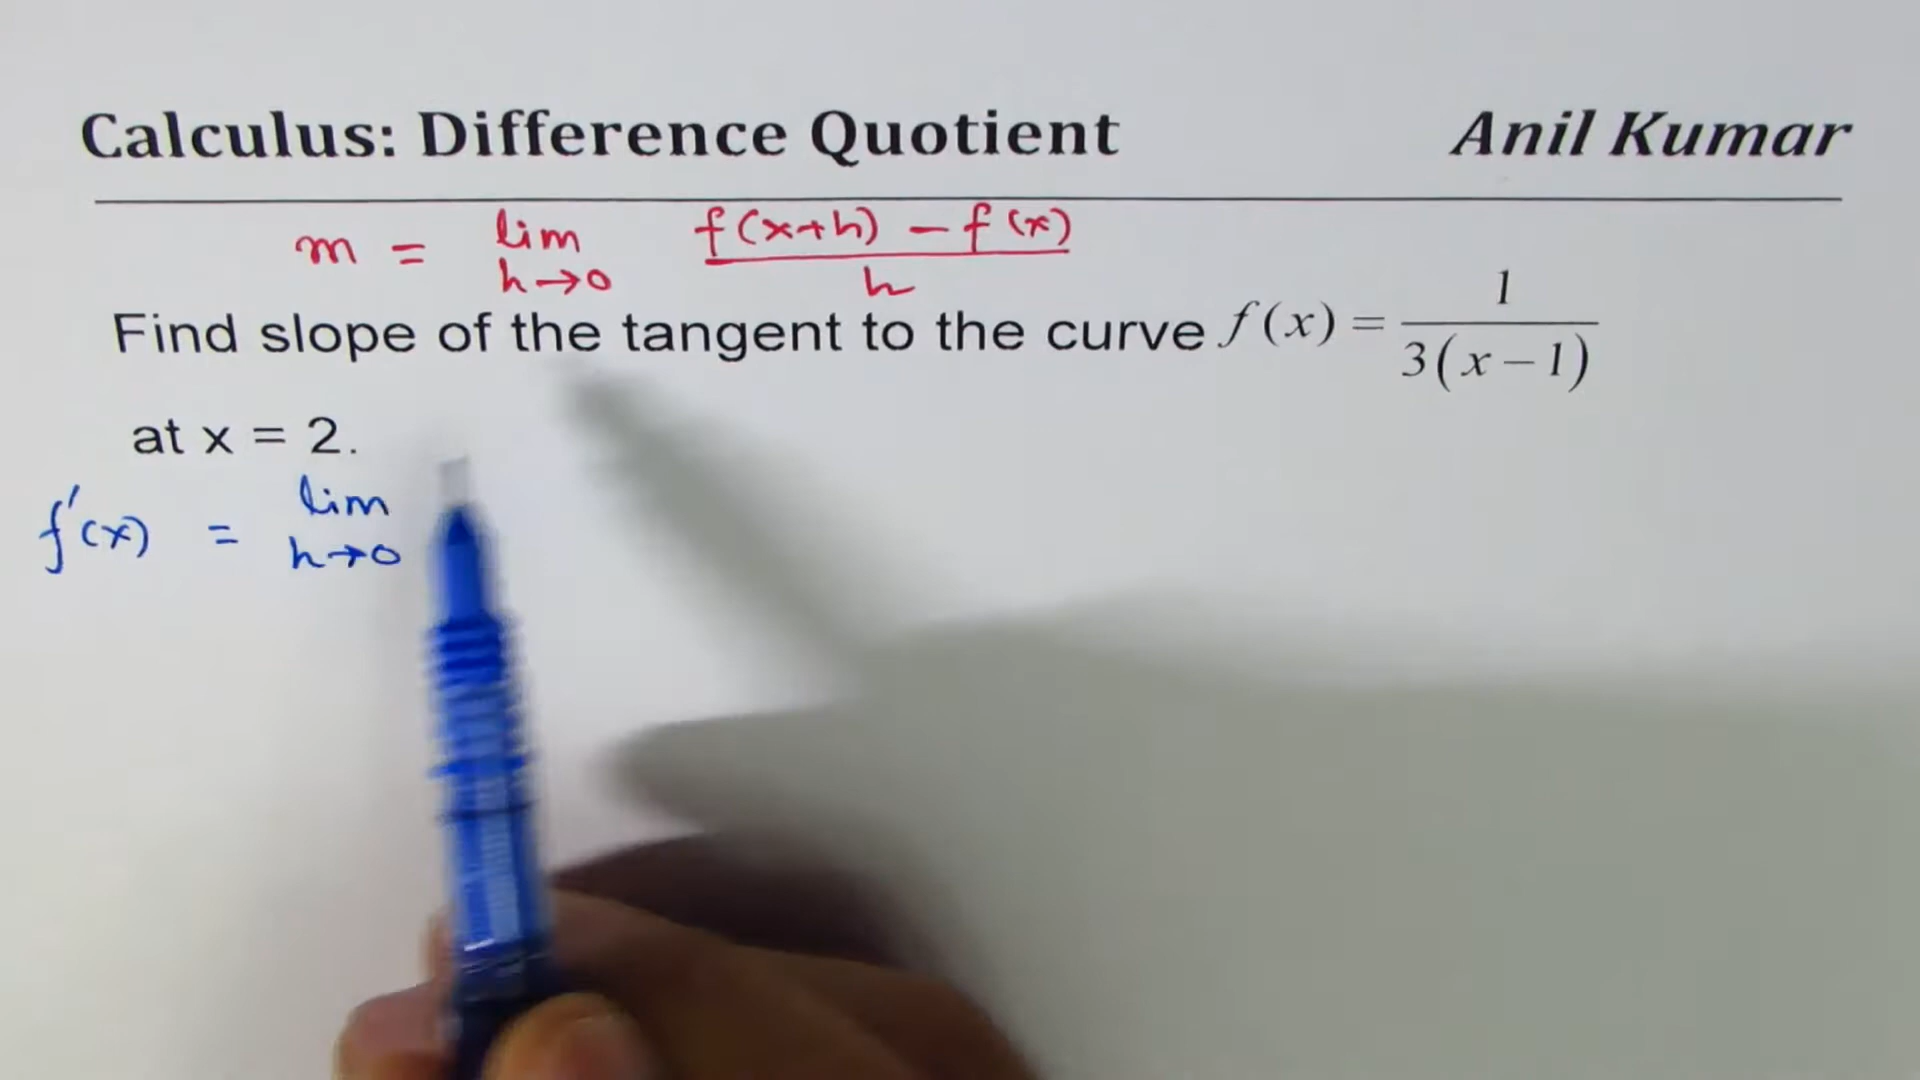 Calculus: Difference Quotient Anil Kumar
m = lim h→0 f(x+h) − f(x) / h
Find slope of the tangent to the curve f(x) = 1 / 3(x−1)
at x = 2.
f'(x) = lim h→0